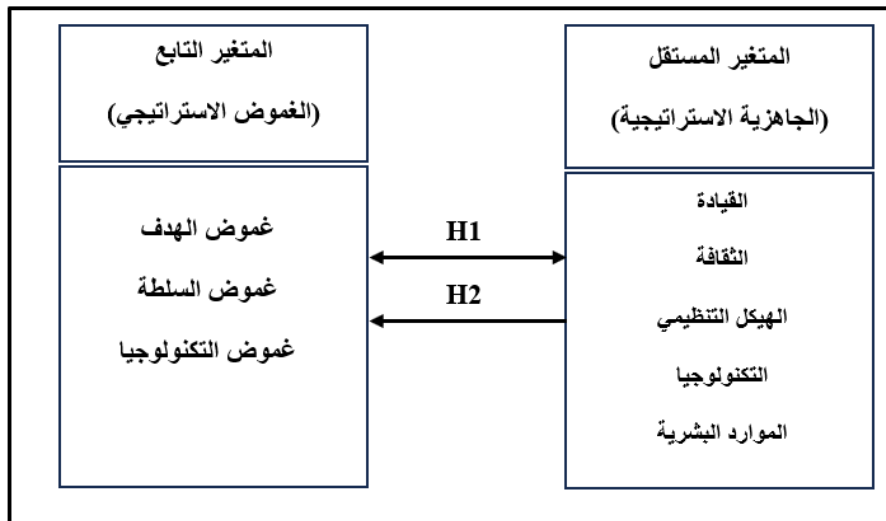 المتغير المستقل
(الجاهزية الاستراتيجية)
القيادة
الثقافة
الهيكل التنظيمي
التكنولوجيا
الموارد البشرية
H1
H2
المتغير التابع
(الغموض الاستراتيجي)
غموض الهدف
غموض السلطة
غموض التكنولوجيا